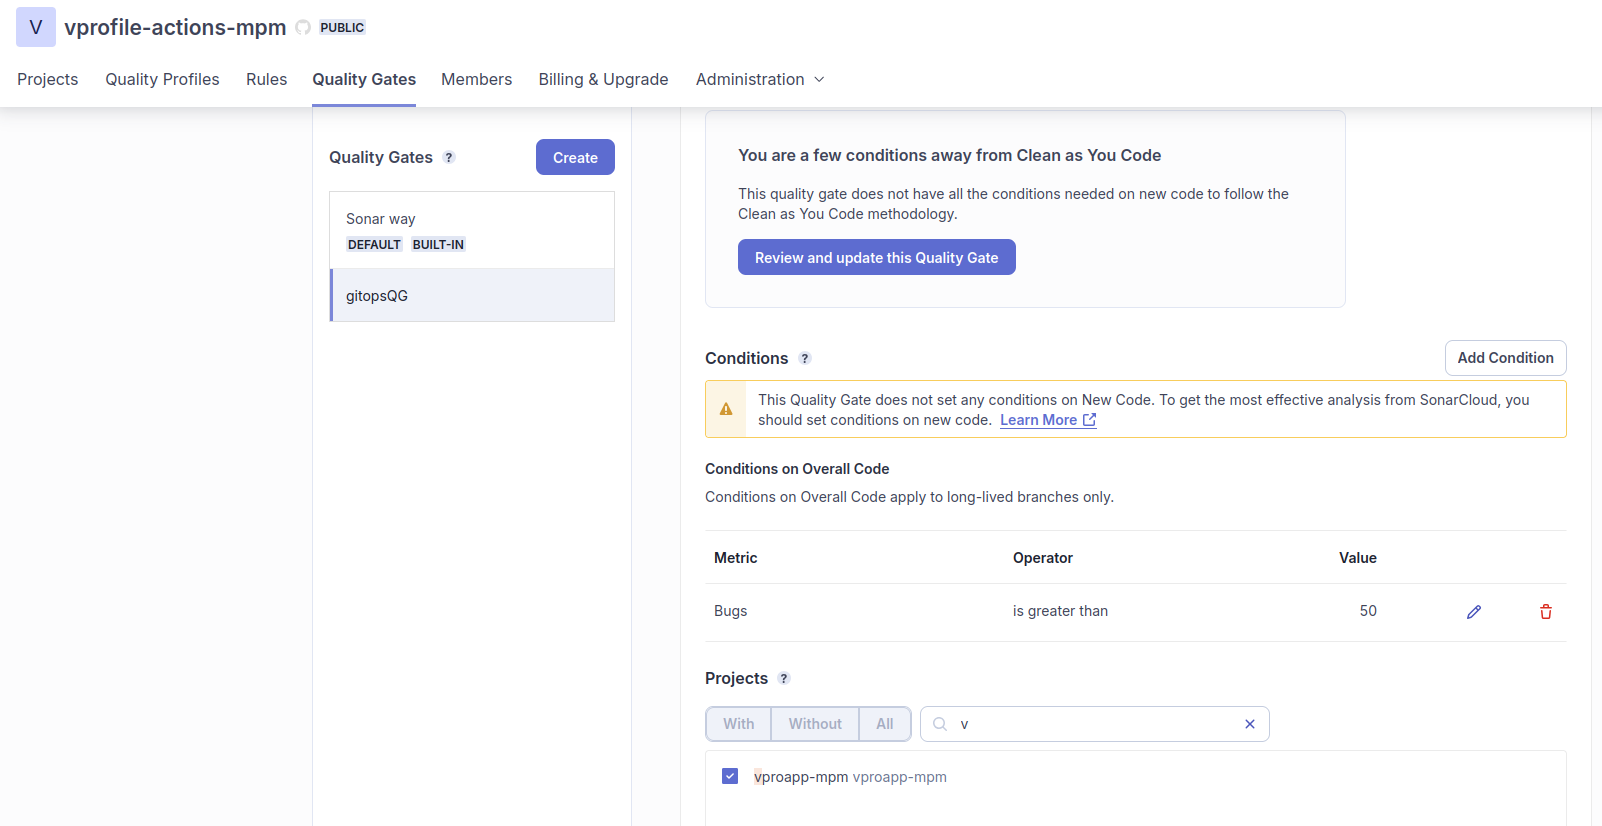 V vprofile-actions-mpm PUBLIC
Projects Quality Profiles Rules Quality Gates Members Billing & Upgrade Administration
Quality Gates ? Create
Sonar way
DEFAULT BUILT-IN
gitopsQG
You are a few conditions away from Clean as You Code
This quality gate does not have all the conditions needed on new code to follow the
Clean as You Code methodology.
Review and update this Quality Gate
Conditions ? Add Condition
This Quality Gate does not set any conditions on New Code. To get the most effective analysis from SonarCloud, you
should set conditions on new code. Learn More
Conditions on Overall Code
Conditions on Overall Code apply to long-lived branches only.
Metric Operator Value
Bugs is greater than 50
Projects ?
With Without All v
vproapp-mpm vproapp-mpm